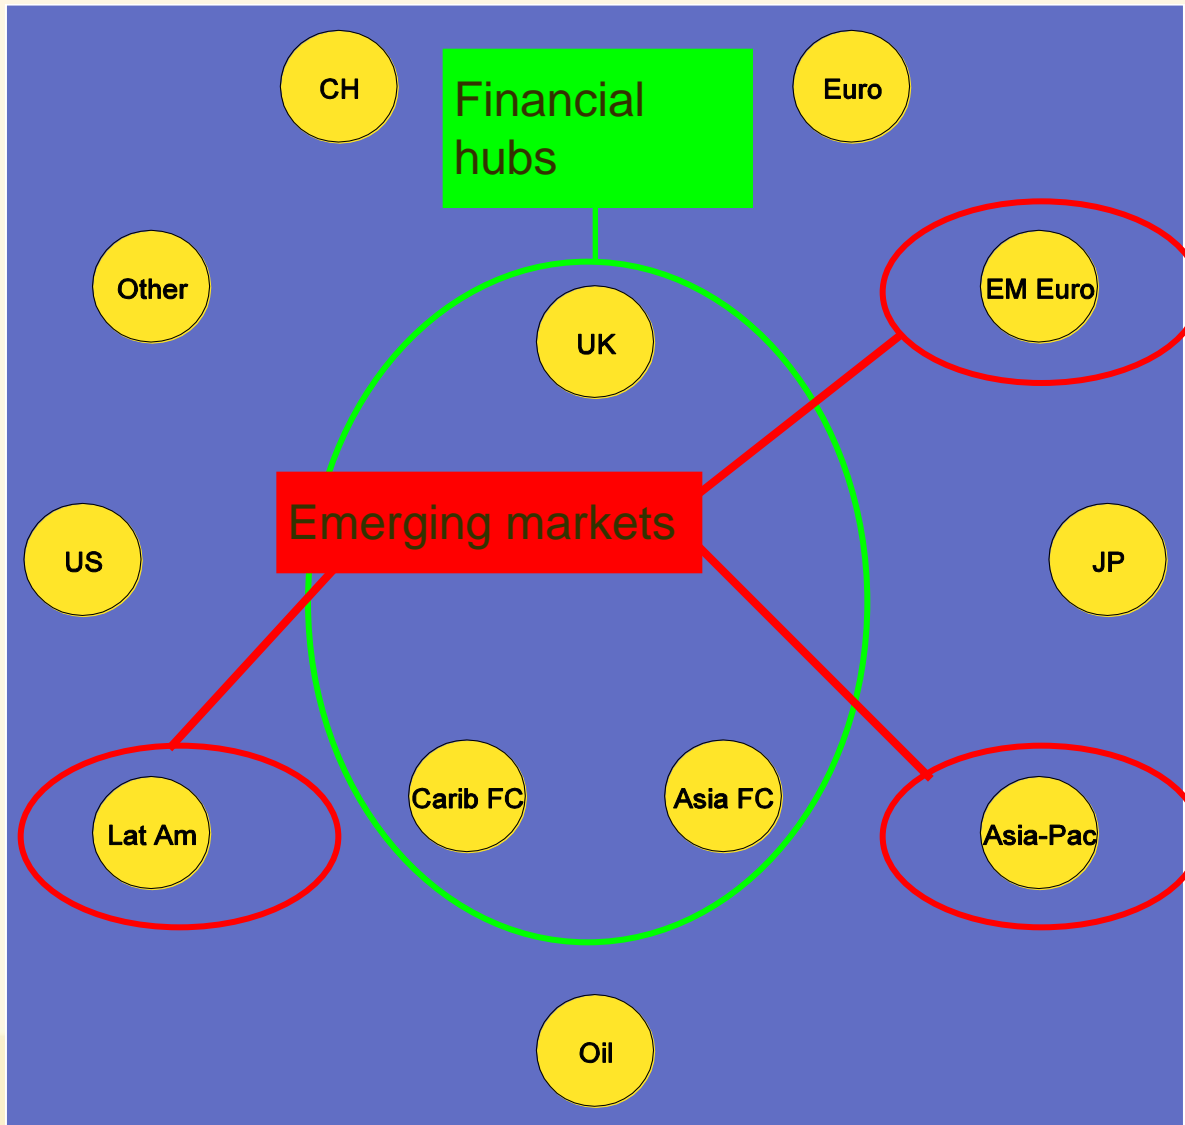 CH
Financial
hubs
Euro
Other
EM Euro
UK
Emerging markets
US
JP
Carib FC
Asia FC
Lat Am
Asia-Pac
Oil